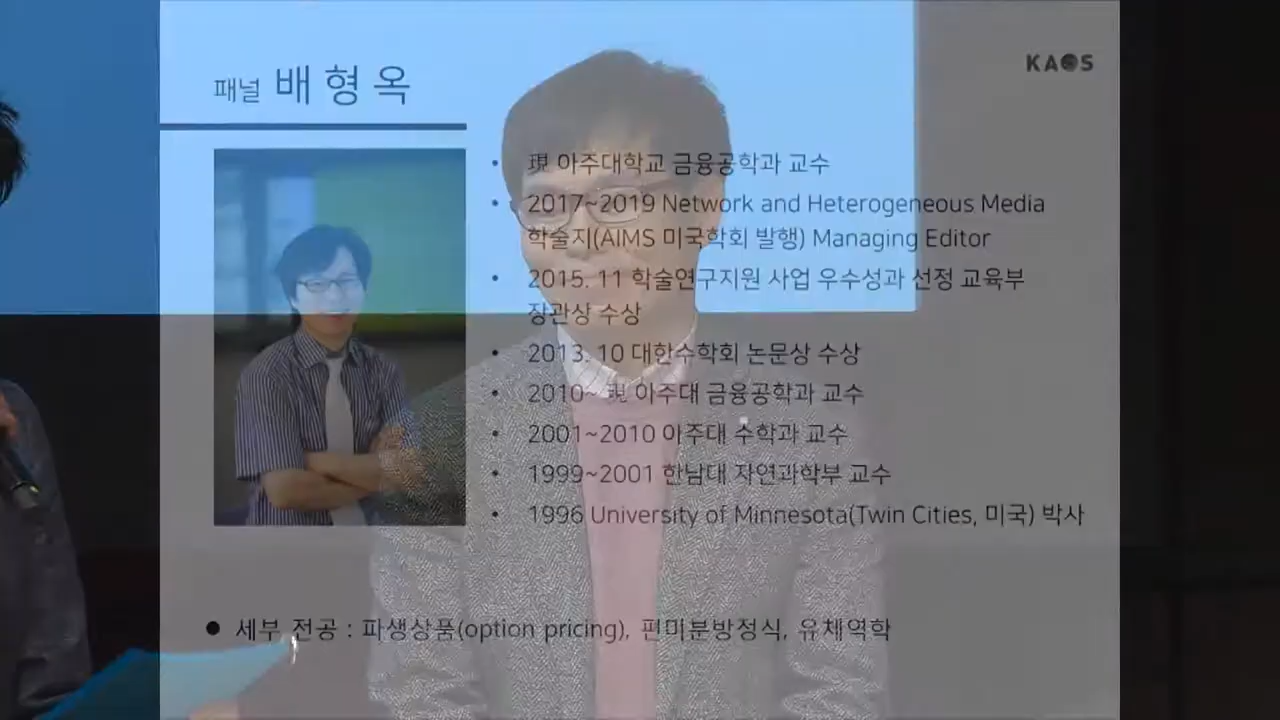 패널 배형옥
KAOS
• 現 아주대학교 금융공학과 교수
• 2017~2019 Network and Heterogeneous Media
학술지(AIMS 미국학회 발행) Managing Editor
• 2015. 11 학술연구지원 사업 우수성과 선정 교육부
장관상 수상
• 2013. 10 대한수학회 논문상 수상
• 2010~ 現 아주대 금융공학과 교수
• 2001~2010 아주대 수학과 교수
• 1999~2001 한남대 자연과학부 교수
• 1996 University of Minnesota(Twin Cities, 미국) 박사
● 세부 전공 : 파생상품(option pricing), 편미분방정식, 유체역학